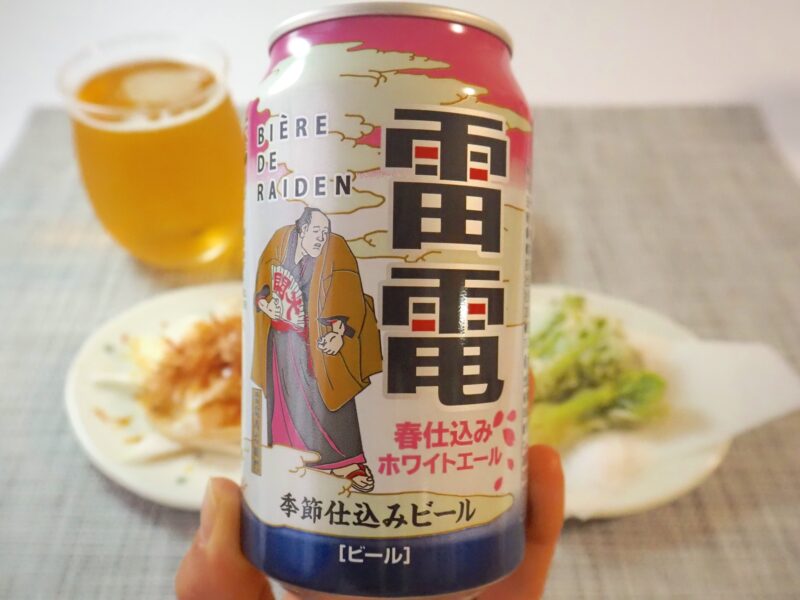 BIÈRE
DE
RAIDEN
雷電
春仕込み
ホワイトエール
季節仕込みビール
[ビール]